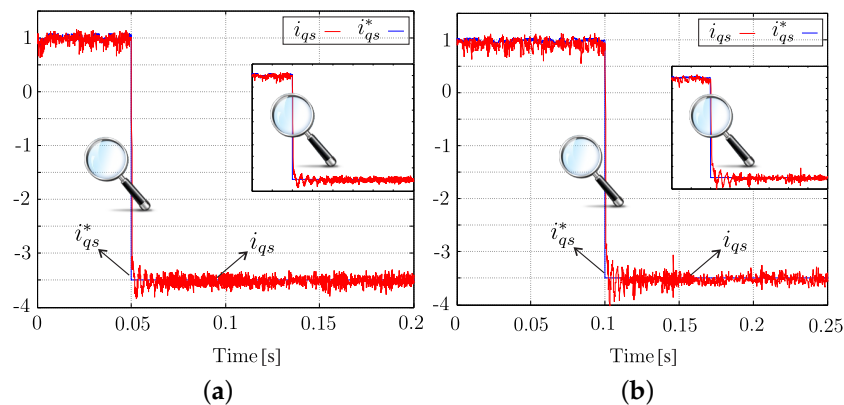 i_qs i*_qs
1
0
-1
-2
-3
-4
i*_qs i_qs
0 0.05 0.1 0.15 0.2
Time[s]
(a)
i_qs i*_qs
1
0
-1
-2
-3
-4
i*_qs i_qs
0 0.05 0.1 0.15 0.2 0.25
Time[s]
(b)